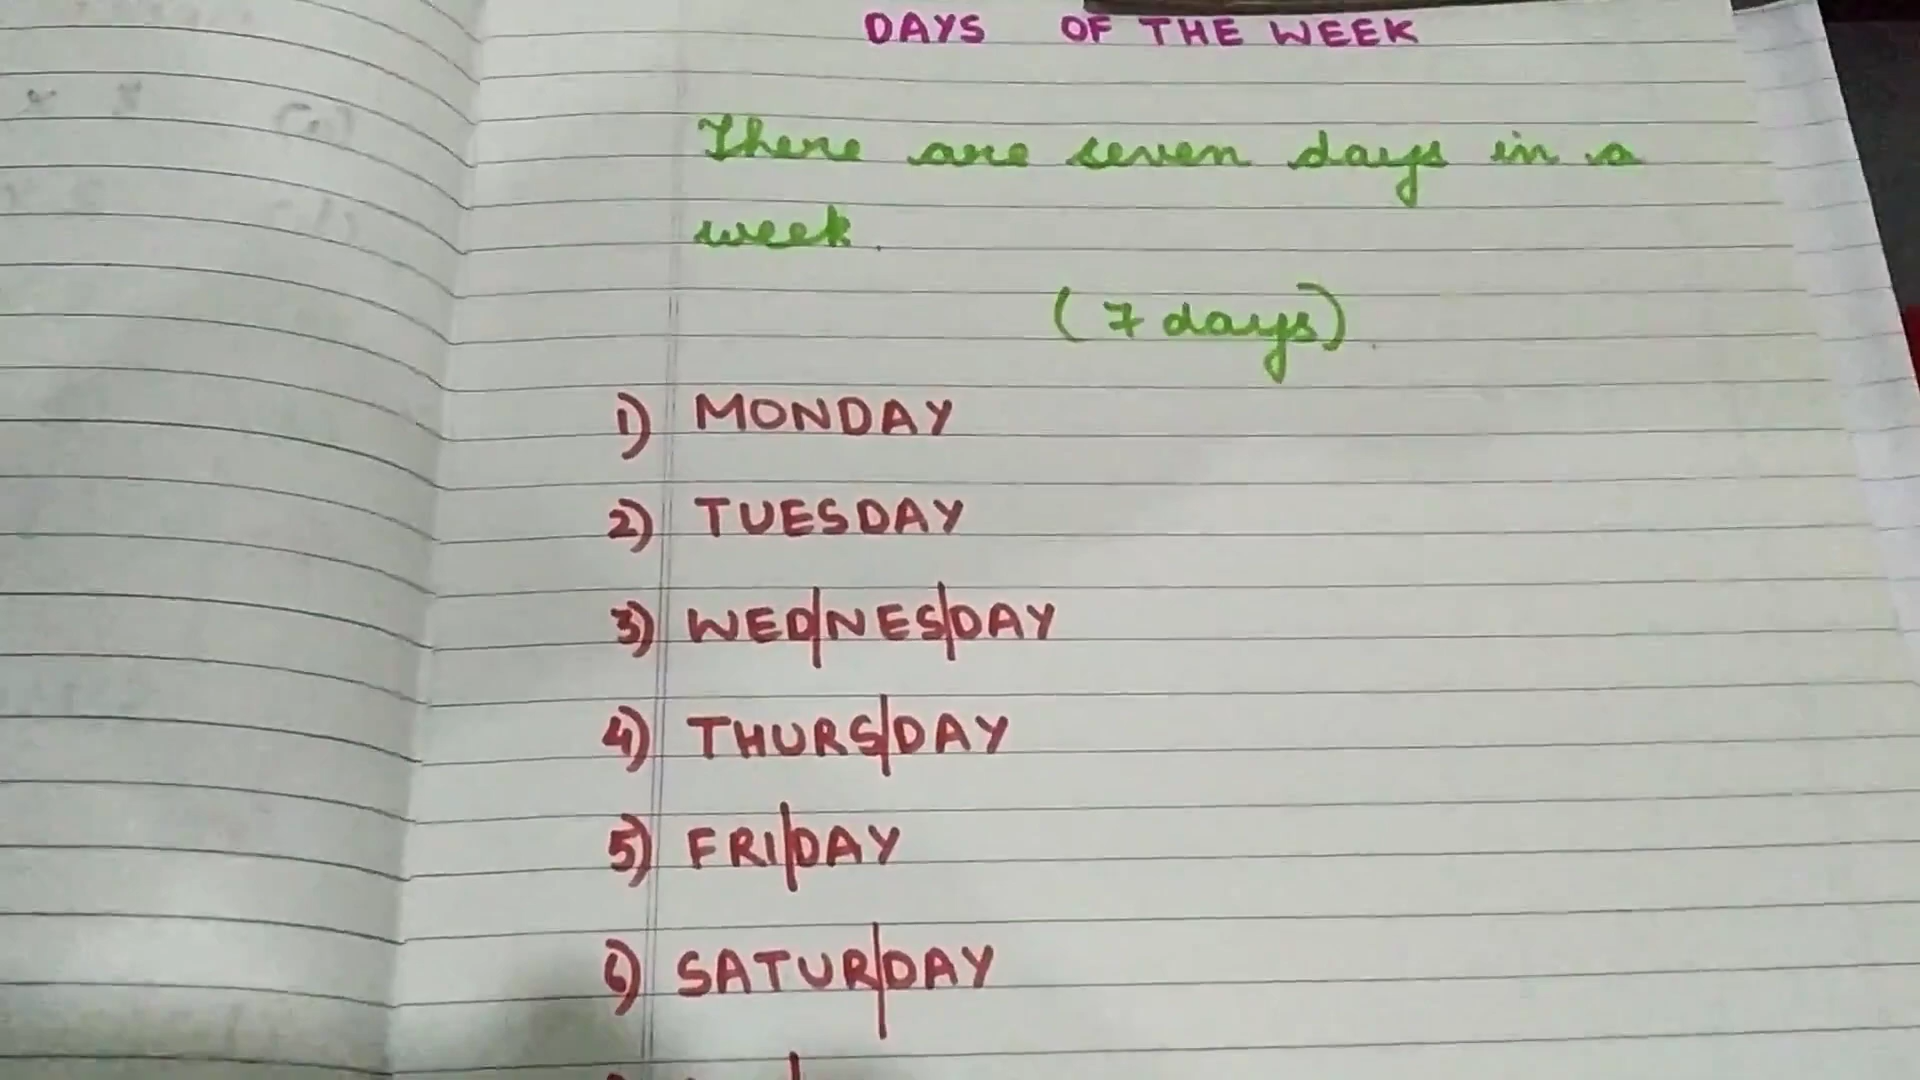 DAYS OF THE WEEK
There are seven days in a
week.
(7 days).
1) MONDAY
2) TUESDAY
3) WED|NES|DAY
4) THURS|DAY
5) FRI|DAY
6) SATUR|DAY